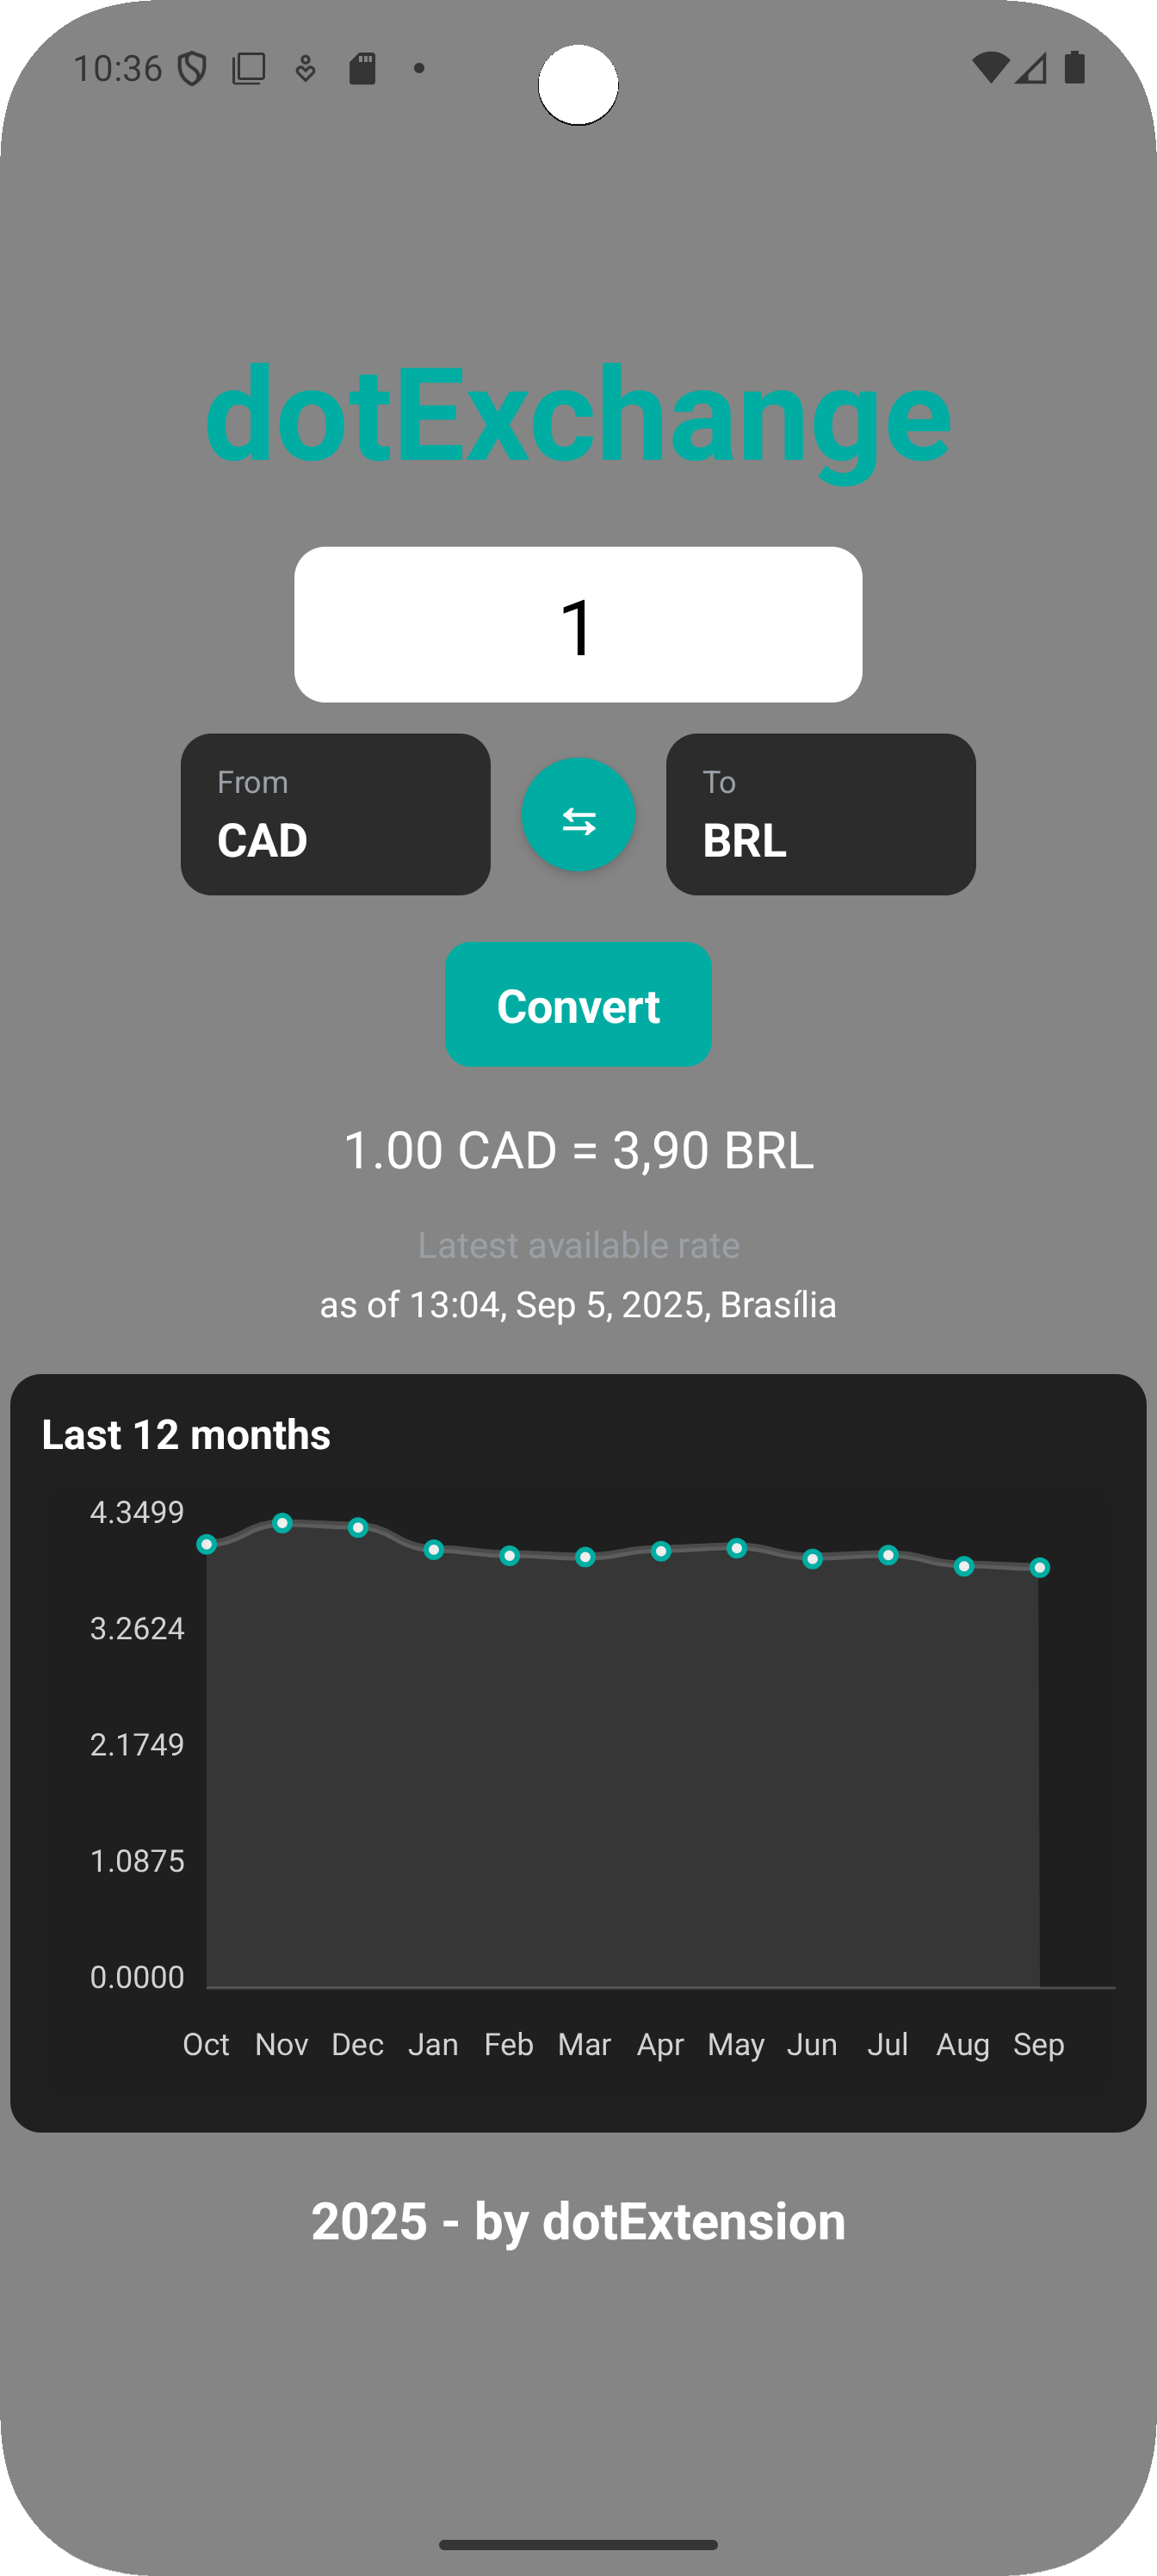 10:36
dotExchange
1
From
CAD
⇆
To
BRL
Convert
1.00 CAD = 3,90 BRL
Latest available rate
as of 13:04, Sep 5, 2025, Brasília
Last 12 months
4.3499
3.2624
2.1749
1.0875
0.0000
Oct Nov Dec Jan Feb Mar Apr May Jun Jul Aug Sep
2025 - by dotExtension